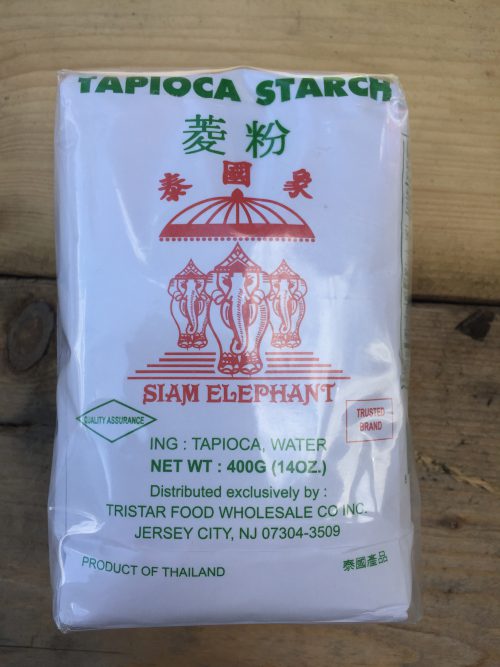 TAPIOCA STARCH
菱粉
泰國象
SIAM ELEPHANT
QUALITY ASSURANCE
TRUSTED
BRAND
ING : TAPIOCA, WATER
NET WT : 400G (14OZ.)
Distributed exclusively by :
TRISTAR FOOD WHOLESALE CO INC.
JERSEY CITY, NJ 07304-3509
PRODUCT OF THAILAND
泰國產品